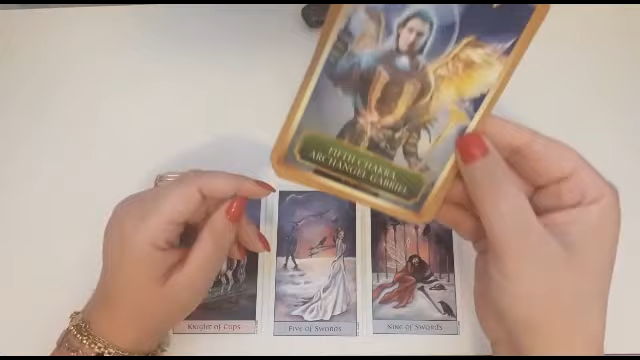 FIFTH CHAKRA,
ARCHANGEL GABRIEL
KNIGHT OF CUPS
FIVE OF SWORDS
NINE OF SWORDS